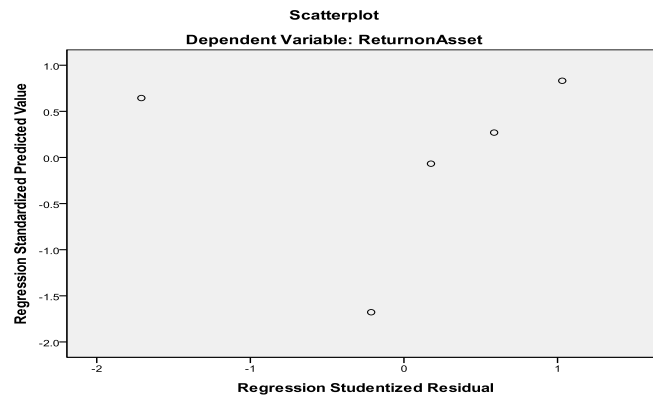 Scatterplot
Dependent Variable: ReturnonAsset
Regression Standardized Predicted Value
1.0
0.5
0.0
-0.5
-1.0
-1.5
-2.0
-2
-1
0
1
Regression Studentized Residual